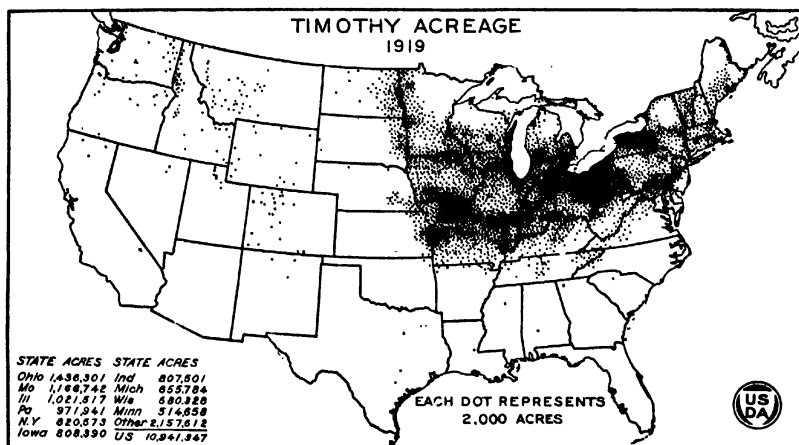 TIMOTHY ACREAGE
1919
STATE ACRES STATE ACRES
Ohio 1,436,301 Ind 807,501
Mo 1,166,742 Mich 655,784
Ill 1,021,517 Wis 580,328
Pa 971,941 Minn 514,658
N.Y 820,573 Other 2,157,612
Iowa 808,390 US 10,941,347
EACH DOT REPRESENTS
2,000 ACRES
US
DA